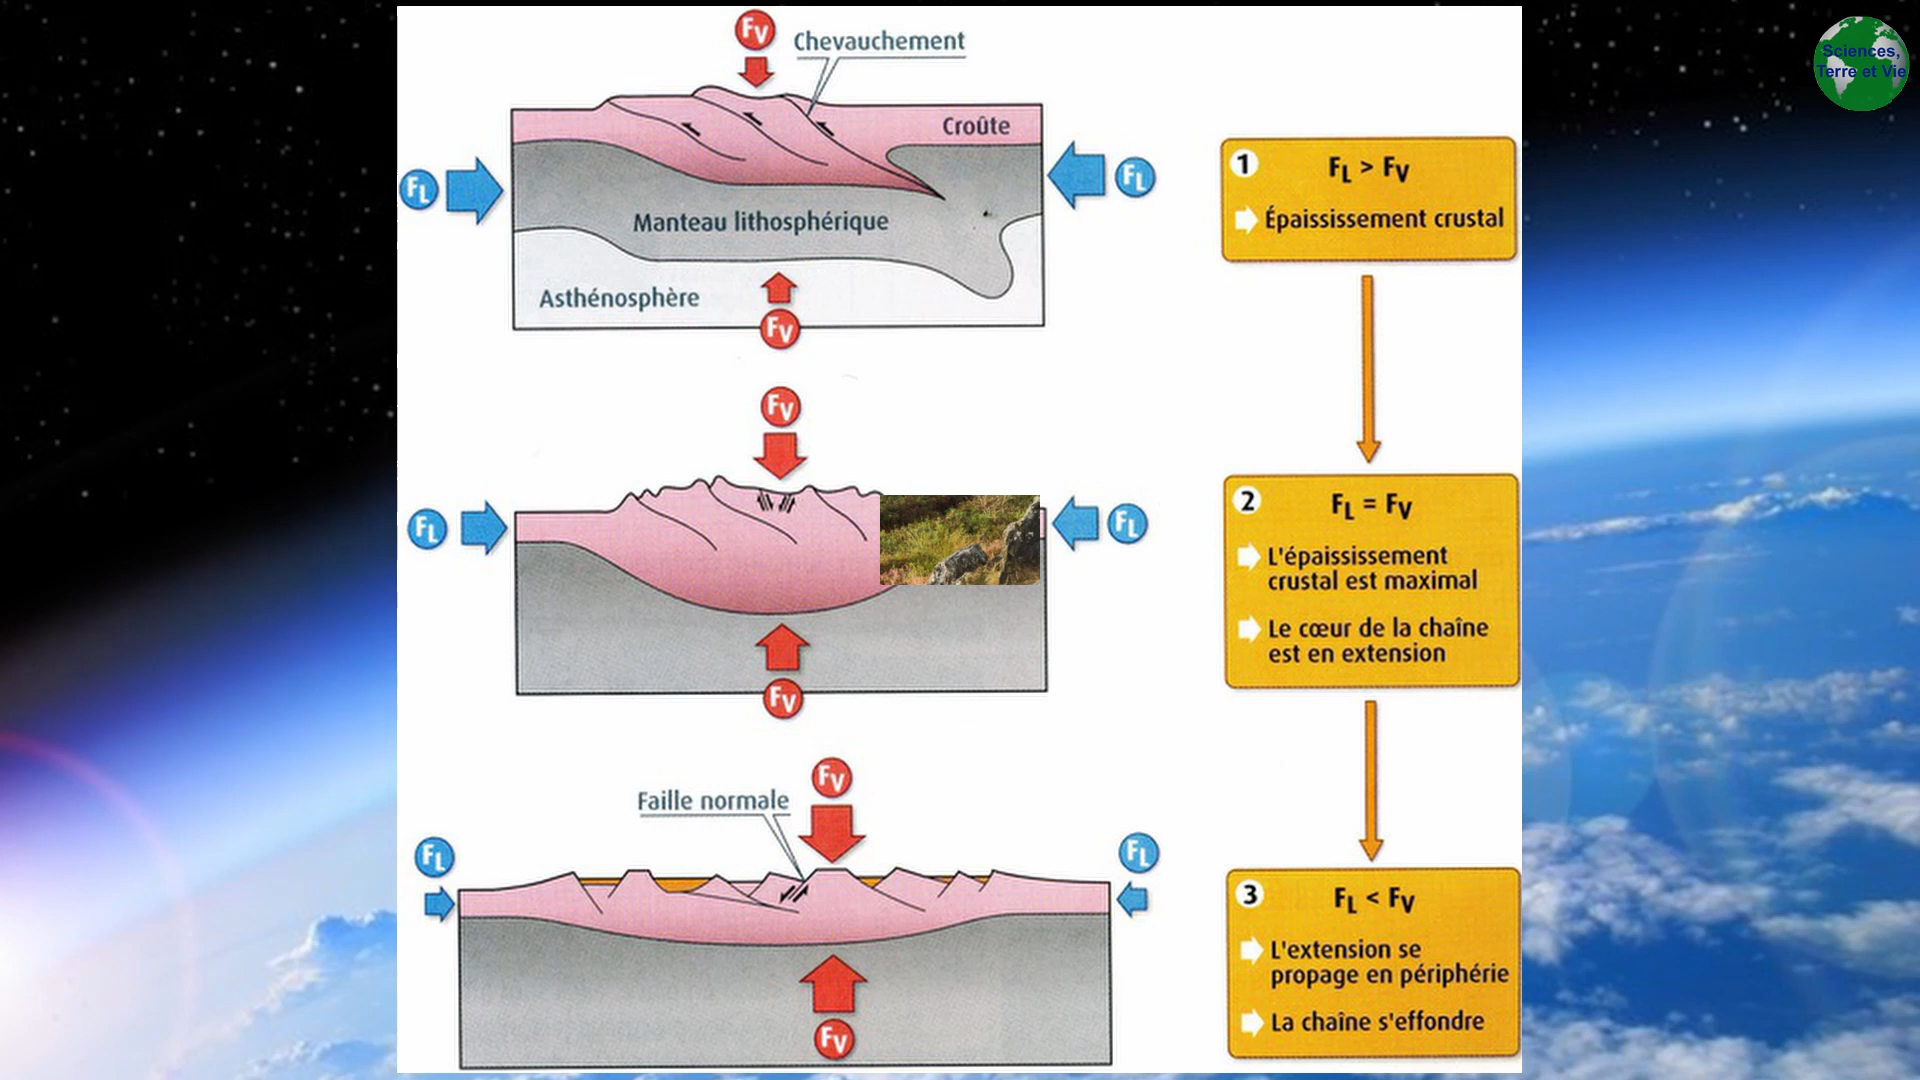 Sciences,
Terre et Vie
FV
Chevauchement
Croûte
FL
FL
Manteau lithosphérique
Asthénosphère
FV
1 FL > FV
Épaississement crustal
FV
FL
FL
FV
2 FL = FV
L'épaississement
crustal est maximal
Le cœur de la chaîne
est en extension
FV
Faille normale
FL
FL
FV
3 FL < FV
L'extension se
propage en périphérie
La chaîne s'effondre